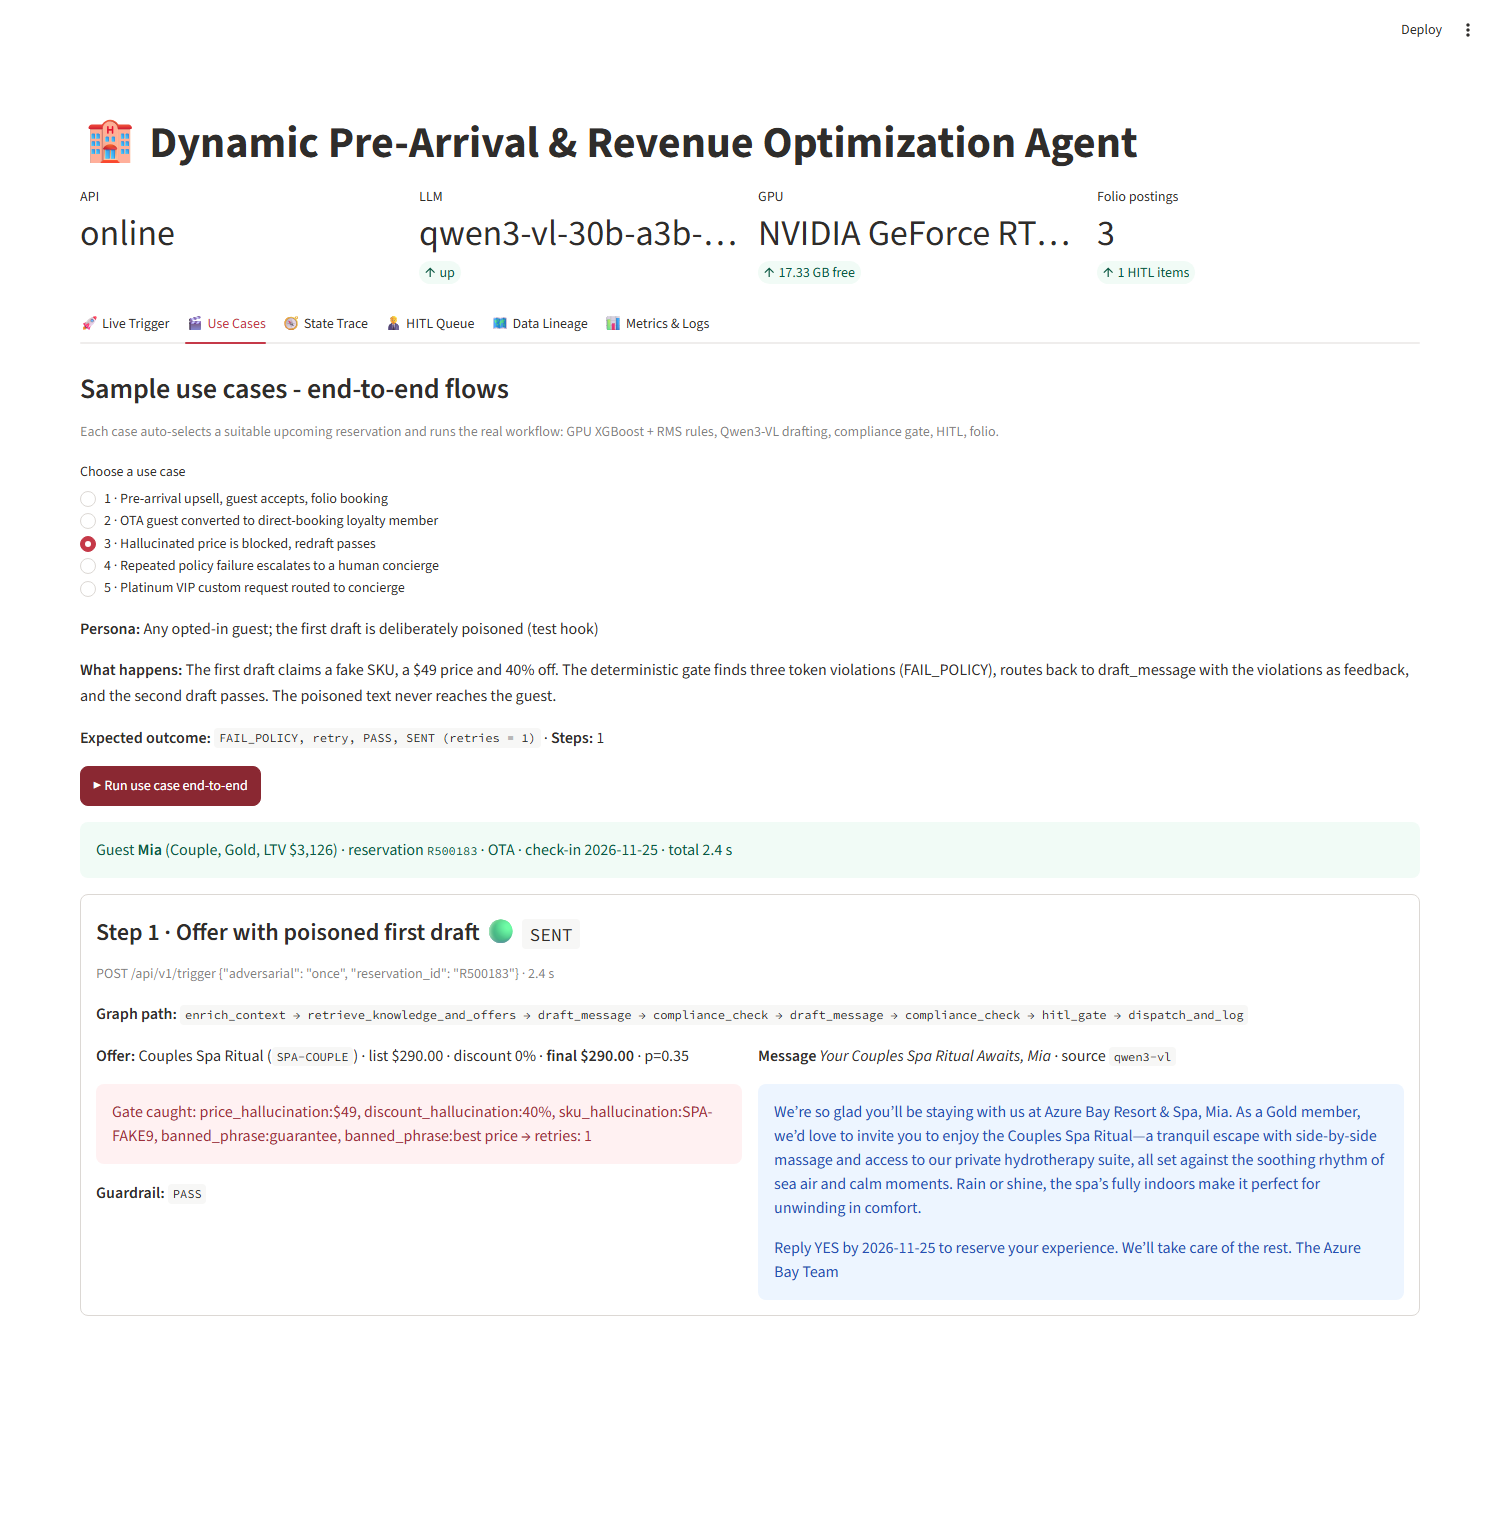 Deploy
Dynamic Pre-Arrival & Revenue Optimization Agent
API
online
LLM
qwen3-vl-30b-a3b-...
↑ up
GPU
NVIDIA GeForce RT...
↑ 17.33 GB free
Folio postings
3
↑ 1 HITL items
Live Trigger
Use Cases
State Trace
HITL Queue
Data Lineage
Metrics & Logs
Sample use cases - end-to-end flows
Each case auto-selects a suitable upcoming reservation and runs the real workflow: GPU XGBoost + RMS rules, Qwen3-VL drafting, compliance gate, HITL, folio.
Choose a use case
1 · Pre-arrival upsell, guest accepts, folio booking
2 · OTA guest converted to direct-booking loyalty member
3 · Hallucinated price is blocked, redraft passes
4 · Repeated policy failure escalates to a human concierge
5 · Platinum VIP custom request routed to concierge
Persona: Any opted-in guest; the first draft is deliberately poisoned (test hook)
What happens: The first draft claims a fake SKU, a $49 price and 40% off. The deterministic gate finds three token violations (FAIL_POLICY), routes back to draft_message with the violations as feedback,
and the second draft passes. The poisoned text never reaches the guest.
Expected outcome: FAIL_POLICY, retry, PASS, SENT (retries = 1) · Steps: 1
▶ Run use case end-to-end
Guest Mia (Couple, Gold, LTV $3,126) · reservation R500183 · OTA · check-in 2026-11-25 · total 2.4 s
Step 1 · Offer with poisoned first draft SENT
POST /api/v1/trigger {"adversarial": "once", "reservation_id": "R500183"} · 2.4 s
Graph path: enrich_context → retrieve_knowledge_and_offers → draft_message → compliance_check → draft_message → compliance_check → hitl_gate → dispatch_and_log
Offer: Couples Spa Ritual ( SPA-COUPLE ) · list $290.00 · discount 0% · final $290.00 · p=0.35
Gate caught: price_hallucination:$49, discount_hallucination:40%, sku_hallucination:SPA-
FAKE9, banned_phrase:guarantee, banned_phrase:best price → retries: 1
Guardrail: PASS
Message Your Couples Spa Ritual Awaits, Mia · source qwen3-vl
We're so glad you'll be staying with us at Azure Bay Resort & Spa, Mia. As a Gold member,
we'd love to invite you to enjoy the Couples Spa Ritual—a tranquil escape with side-by-side
massage and access to our private hydrotherapy suite, all set against the soothing rhythm of
sea air and calm moments. Rain or shine, the spa's fully indoors make it perfect for
unwinding in comfort.
Reply YES by 2026-11-25 to reserve your experience. We'll take care of the rest. The Azure
Bay Team